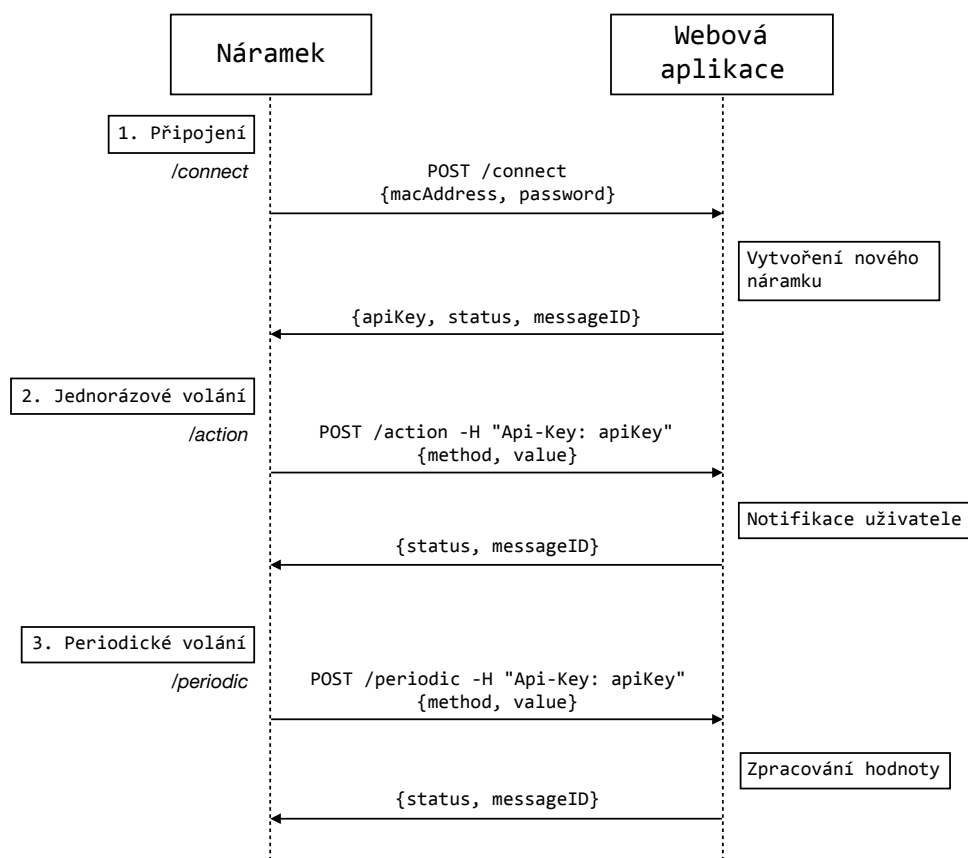 Náramek
Webová
aplikace
1. Připojení
/connect
POST /connect
{macAddress, password}
Vytvoření nového
náramku
{apiKey, status, messageID}
2. Jednorázové volání
/action
POST /action -H "Api-Key: apiKey"
{method, value}
Notifikace uživatele
{status, messageID}
3. Periodické volání
/periodic
POST /periodic -H "Api-Key: apiKey"
{method, value}
Zpracování hodnoty
{status, messageID}